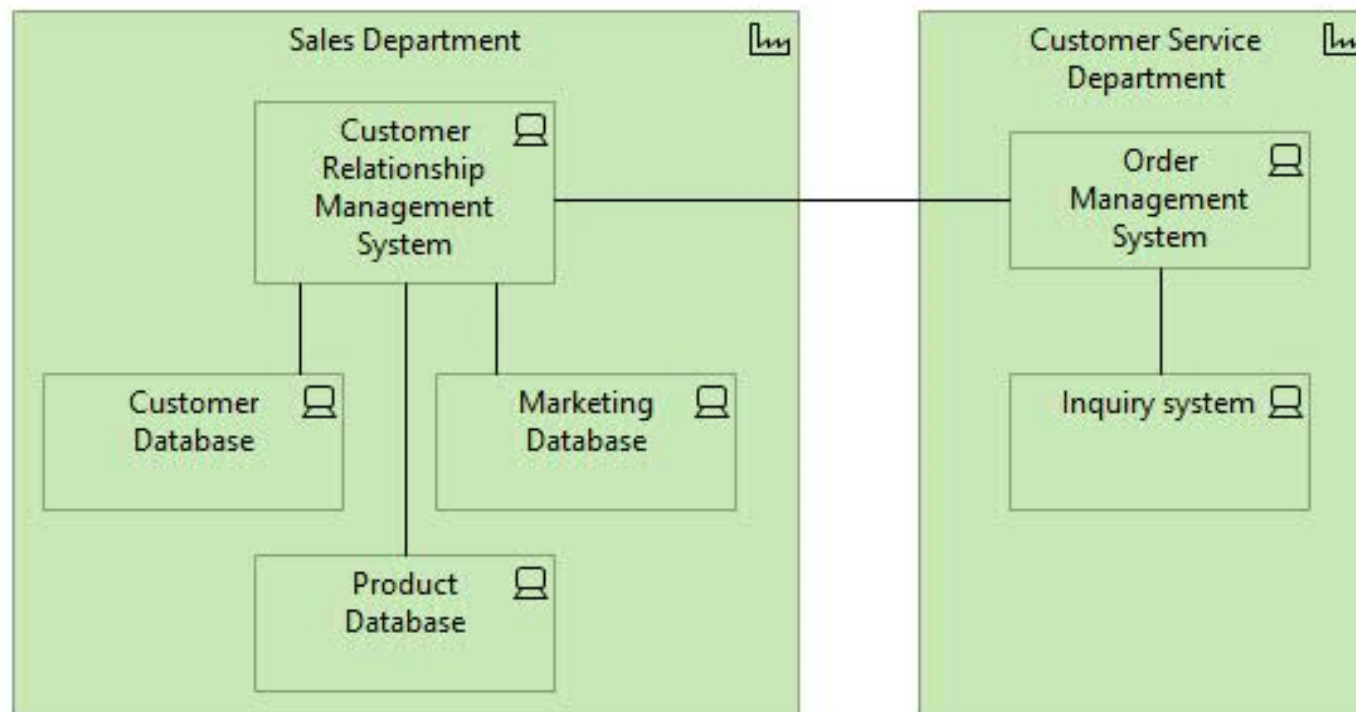 Sales Department
Customer
Relationship
Management
System
Customer
Database
Marketing
Database
Product
Database
Customer Service
Department
Order
Management
System
Inquiry system